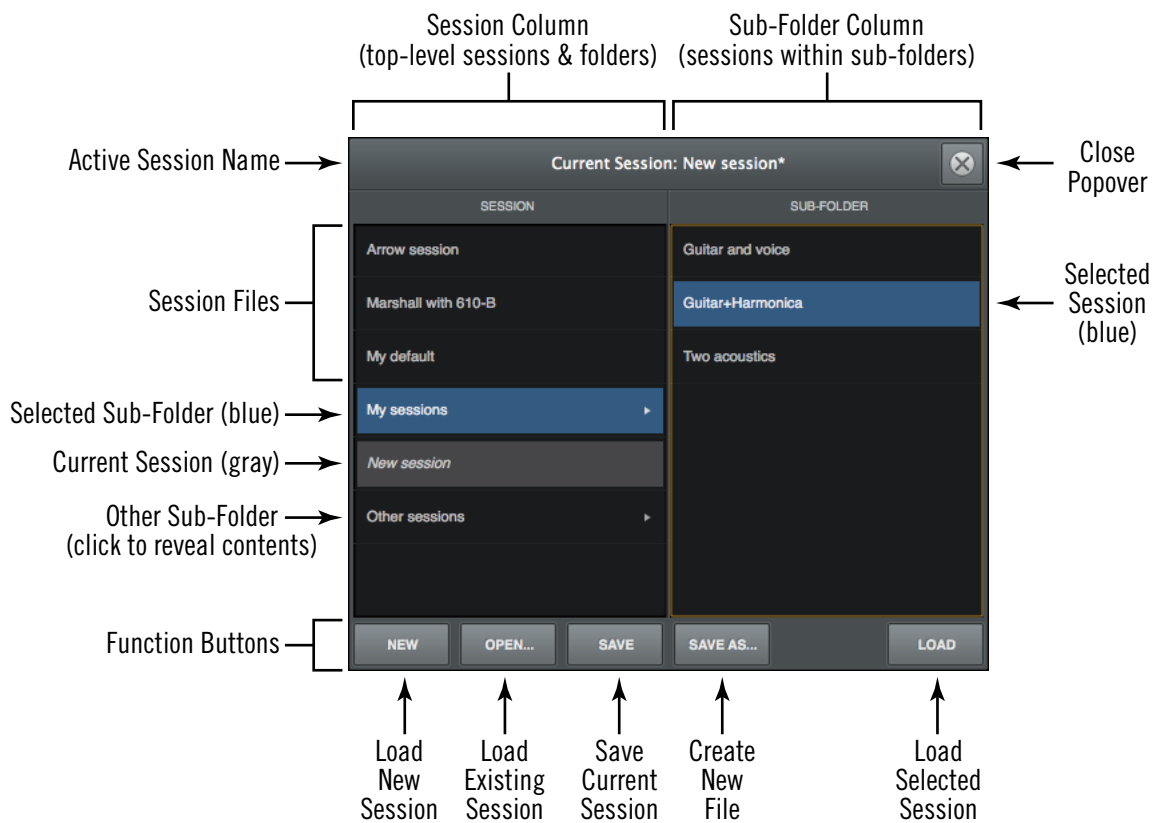 Session Column
(top-level sessions & folders)
Sub-Folder Column
(sessions within sub-folders)
Active Session Name
Current Session: New session*
Close
Popover
SESSION
SUB-FOLDER
Session Files
Arrow session
Marshall with 610-B
My default
Guitar and voice
Guitar+Harmonica
Two acoustics
Selected
Session
(blue)
Selected Sub-Folder (blue)
My sessions
Current Session (gray)
New session
Other Sub-Folder
(click to reveal contents)
Other sessions
Function Buttons
NEW
OPEN...
SAVE
SAVE AS...
LOAD
Load
New
Session
Load
Existing
Session
Save
Current
Session
Create
New
File
Load
Selected
Session